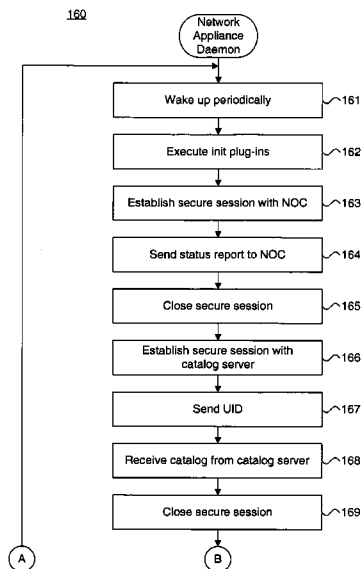 160
Network
Appliance
Daemon
Wake up periodically
161
Execute init plug-ins
162
Establish secure session with NOC
163
Send status report to NOC
164
Close secure session
165
Establish secure session with
catalog server
166
Send UID
167
Receive catalog from catalog server
168
Close secure session
169
A
B